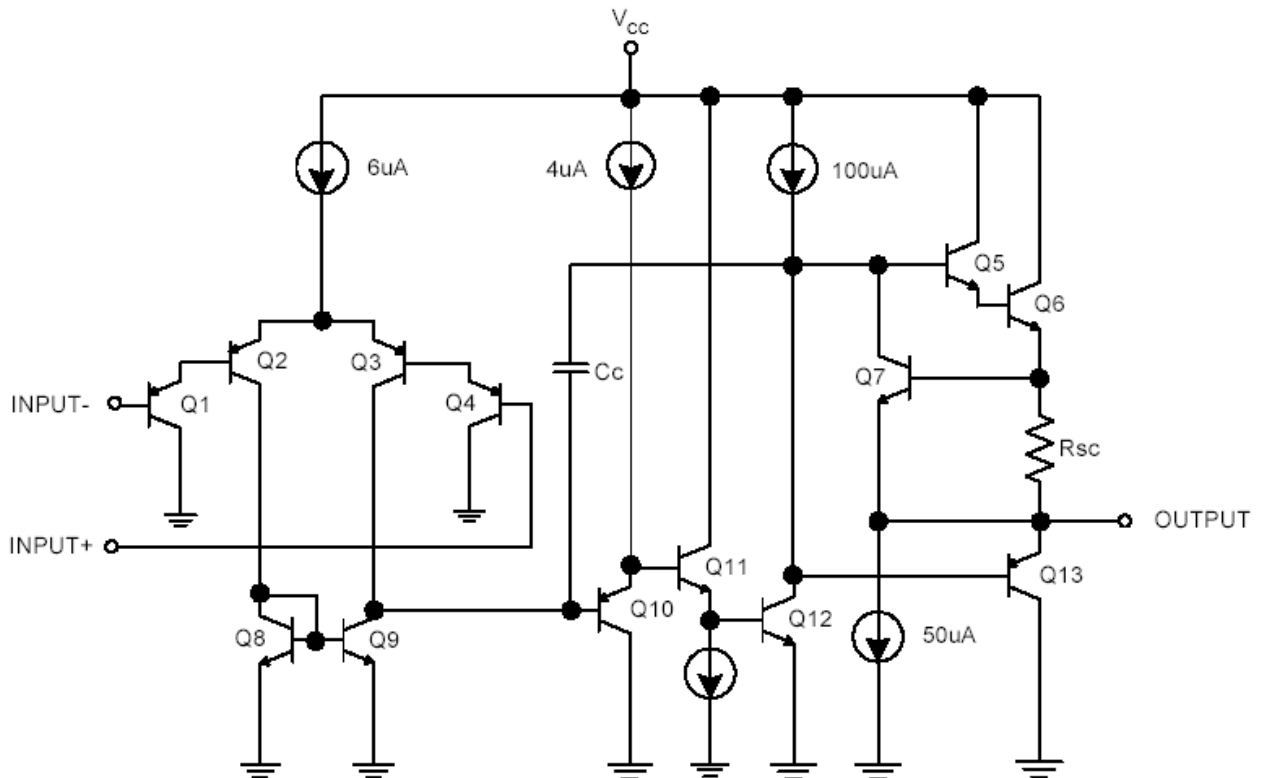 Vcc
6uA
4uA
100uA
Q5
Q6
Q2
Q3
Cc
Q7
INPUT-
Q1
Q4
Rsc
OUTPUT
INPUT+
Q11
Q13
Q10
Q12
Q8
Q9
50uA